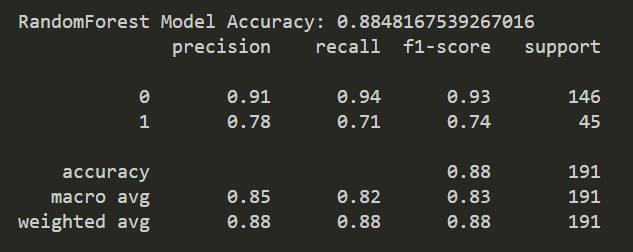 RandomForest Model Accuracy: 0.8848167539267016
precision recall f1-score support
0 0.91 0.94 0.93 146
1 0.78 0.71 0.74 45
accuracy 0.88 191
macro avg 0.85 0.82 0.83 191
weighted avg 0.88 0.88 0.88 191